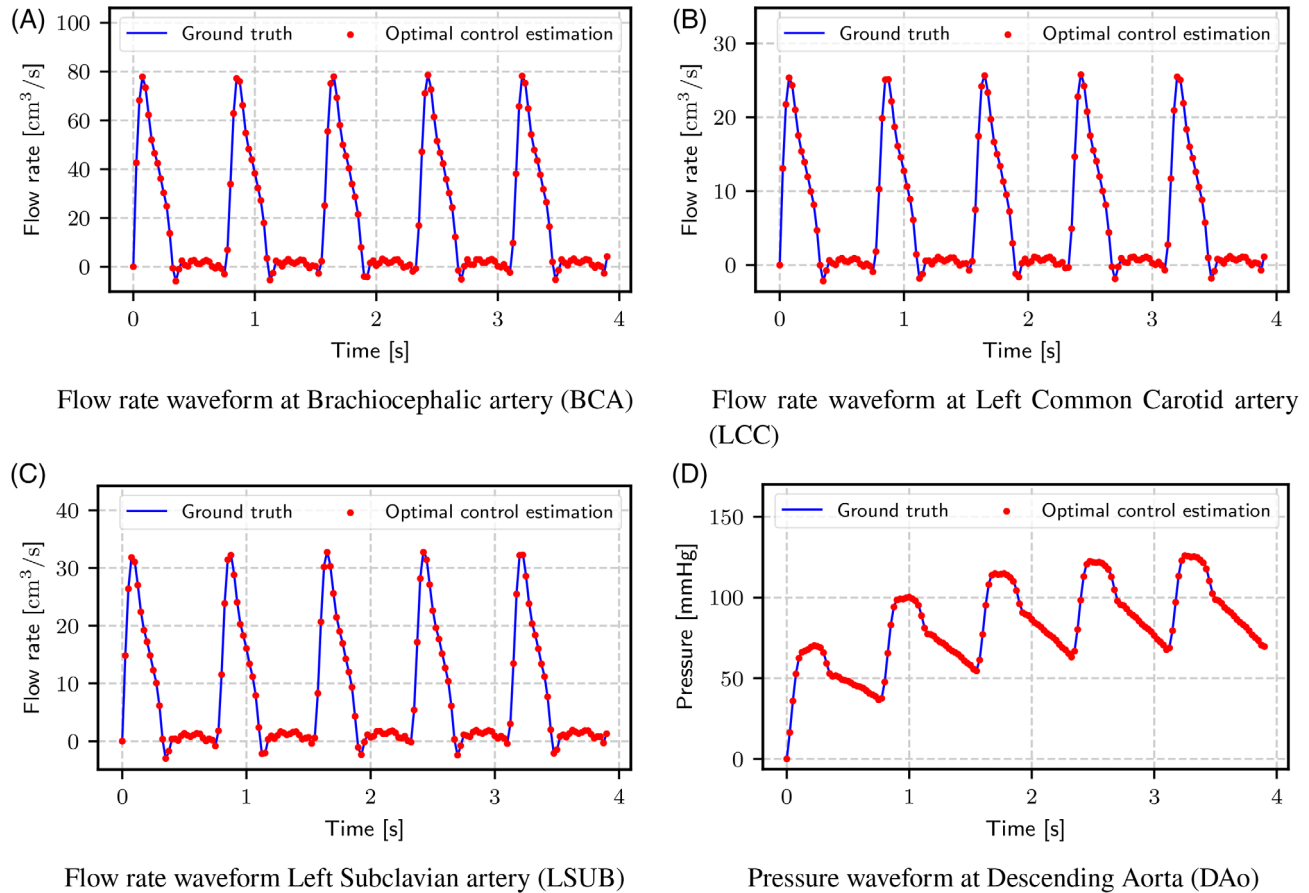 (A)
100
80
60
40
20
0
Flow rate [cm³/s]
Ground truth
Optimal control estimation
0 1 2 3 4
Time [s]
Flow rate waveform at Brachiocephalic artery (BCA)
(B)
30
20
10
0
Flow rate [cm³/s]
Ground truth
Optimal control estimation
0 1 2 3 4
Time [s]
Flow rate waveform at Left Common Carotid artery
(LCC)
(C)
40
30
20
10
0
Flow rate [cm³/s]
Ground truth
Optimal control estimation
0 1 2 3 4
Time [s]
Flow rate waveform Left Subclavian artery (LSUB)
(D)
150
100
50
0
Pressure [mmHg]
Ground truth
Optimal control estimation
0 1 2 3 4
Time [s]
Pressure waveform at Descending Aorta (DAo)